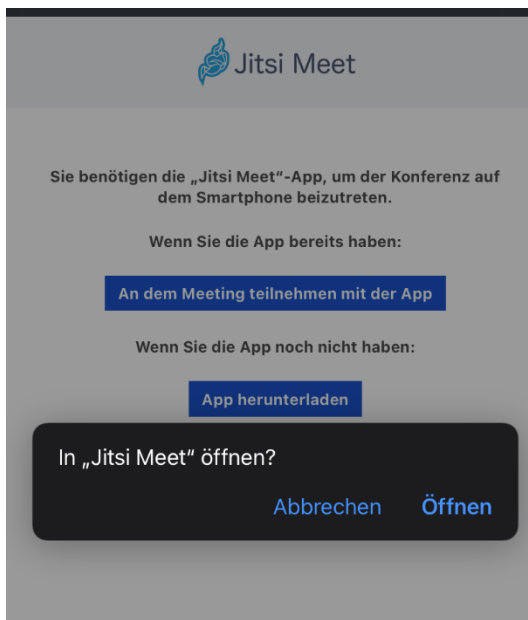 Jitsi Meet
Sie benötigen die „Jitsi Meet“-App, um der Konferenz auf
dem Smartphone beizutreten.
Wenn Sie die App bereits haben:
An dem Meeting teilnehmen mit der App
Wenn Sie die App noch nicht haben:
App herunterladen
In „Jitsi Meet“ öffnen?
Abbrechen Öffnen